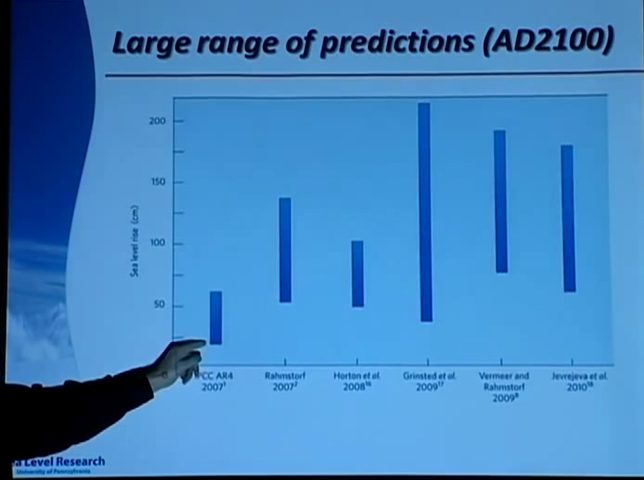 Large range of predictions (AD2100)
200
150
100
50
Sea level rise (cm)
PCC AR4
2007¹
Rahmstorf
2007²
Horton et al.
2008¹⁶
Grinsted et al.
2009¹⁷
Vermeer and
Rahmstorf
2009⁸
Jevrejeva et al.
2010¹⁸
a Level Research
University of Pennsylvania